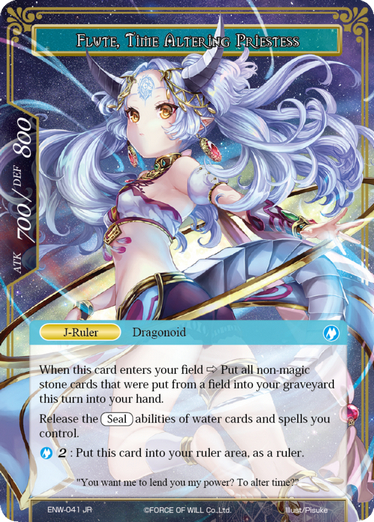 Flute, Time Altering Priestess
ATK 700 / DEF 800
J-Ruler Dragonoid
When this card enters your field ⇨ Put all non-magic
stone cards that were put from a field into your graveyard
this turn into your hand.
Release the Seal abilities of water cards and spells you
control.
2 : Put this card into your ruler area, as a ruler.
"You want me to lend you my power? To alter time?"
ENW-041 JR ©FORCE OF WILL Co.,Ltd. Illust/Pisuke